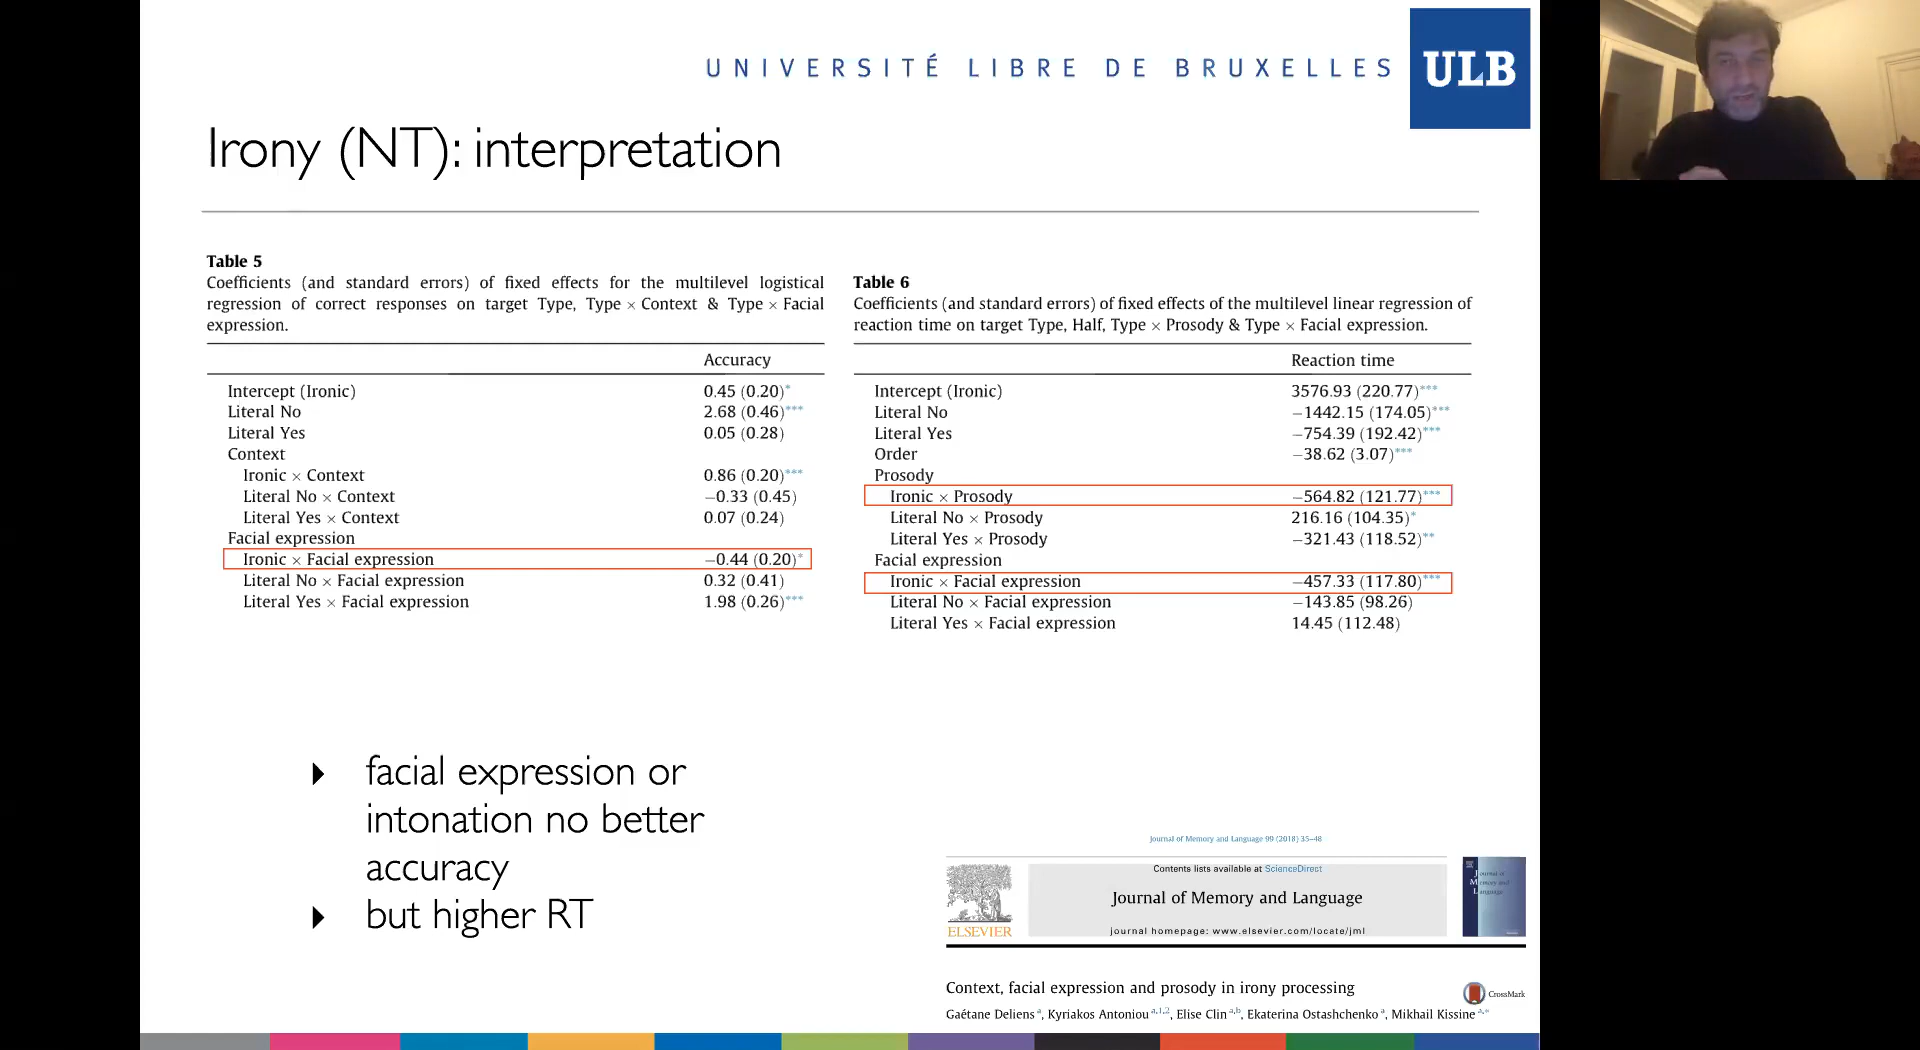 UNIVERSITÉ LIBRE DE BRUXELLES
ULB
Irony (NT): interpretation
Table 5
Coefficients (and standard errors) of fixed effects for the multilevel logistical
regression of correct responses on target Type, Type × Context & Type × Facial
expression.
Accuracy
Intercept (Ironic) 0.45 (0.20)*
Literal No 2.68 (0.46)***
Literal Yes 0.05 (0.28)
Context
Ironic × Context 0.86 (0.20)***
Literal No × Context −0.33 (0.45)
Literal Yes × Context 0.07 (0.24)
Facial expression
Ironic × Facial expression −0.44 (0.20)*
Literal No × Facial expression 0.32 (0.41)
Literal Yes × Facial expression 1.98 (0.26)***
Table 6
Coefficients (and standard errors) of fixed effects of the multilevel linear regression of
reaction time on target Type, Half, Type × Prosody & Type × Facial expression.
Reaction time
Intercept (Ironic) 3576.93 (220.77)***
Literal No −1442.15 (174.05)***
Literal Yes −754.39 (192.42)***
Order −38.62 (3.07)***
Prosody
Ironic × Prosody −564.82 (121.77)***
Literal No × Prosody 216.16 (104.35)*
Literal Yes × Prosody −321.43 (118.52)**
Facial expression
Ironic × Facial expression −457.33 (117.80)***
Literal No × Facial expression −143.85 (98.26)
Literal Yes × Facial expression 14.45 (112.48)
facial expression or
intonation no better
accuracy
but higher RT
Journal of Memory and Language 99 (2018) 35–48
Contents lists available at ScienceDirect
Journal of Memory and Language
journal homepage: www.elsevier.com/locate/jml
ELSEVIER
Journal of
Memory and
Language
Context, facial expression and prosody in irony processing
CrossMark
Gaétane Deliens a, Kyriakos Antoniou a,1,2, Elise Clin a,b, Ekaterina Ostashchenko a, Mikhail Kissine a,*